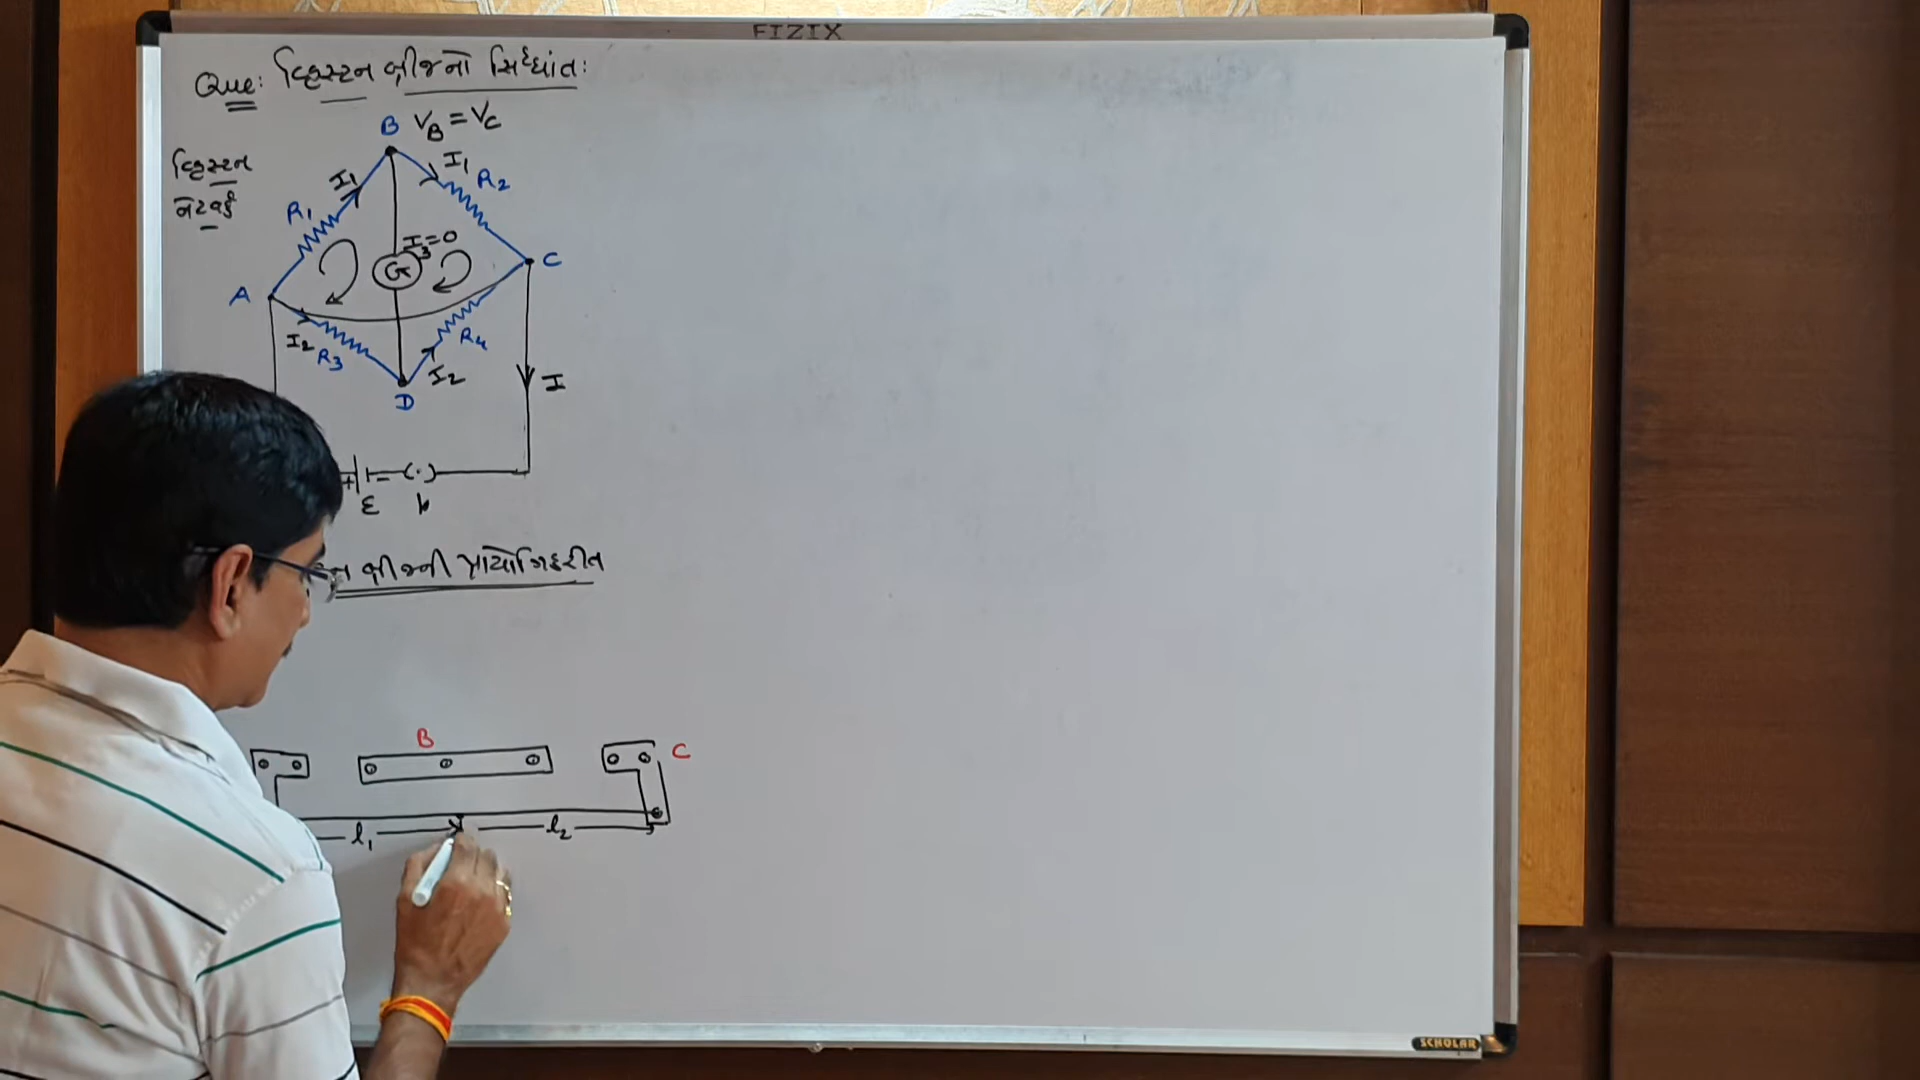 FIZIX
Que: વ્હિસ્ટન બ્રીજનો સિધ્ધાંત:
B V_B = V_C
વ્હિસ્ટન
નેટવર્ક
I₁ I₁
R₁ R₂
I₃=0
G
A C
I₂ R₃ R₄
I₂ I
D
+ -
ε k
ન બ્રીજની પ્રાયોગિકરીત
B C
l₁ l₂
SCHOLAR